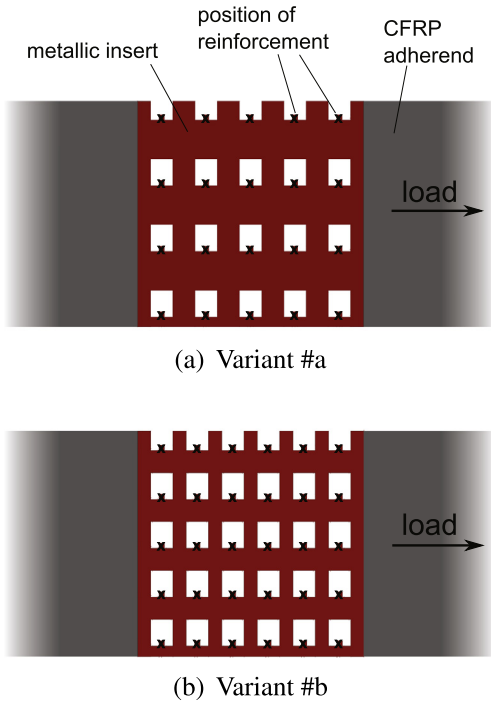 position of
reinforcement
CFRP
adherend
metallic insert
load
(a) Variant #a
load
(b) Variant #b